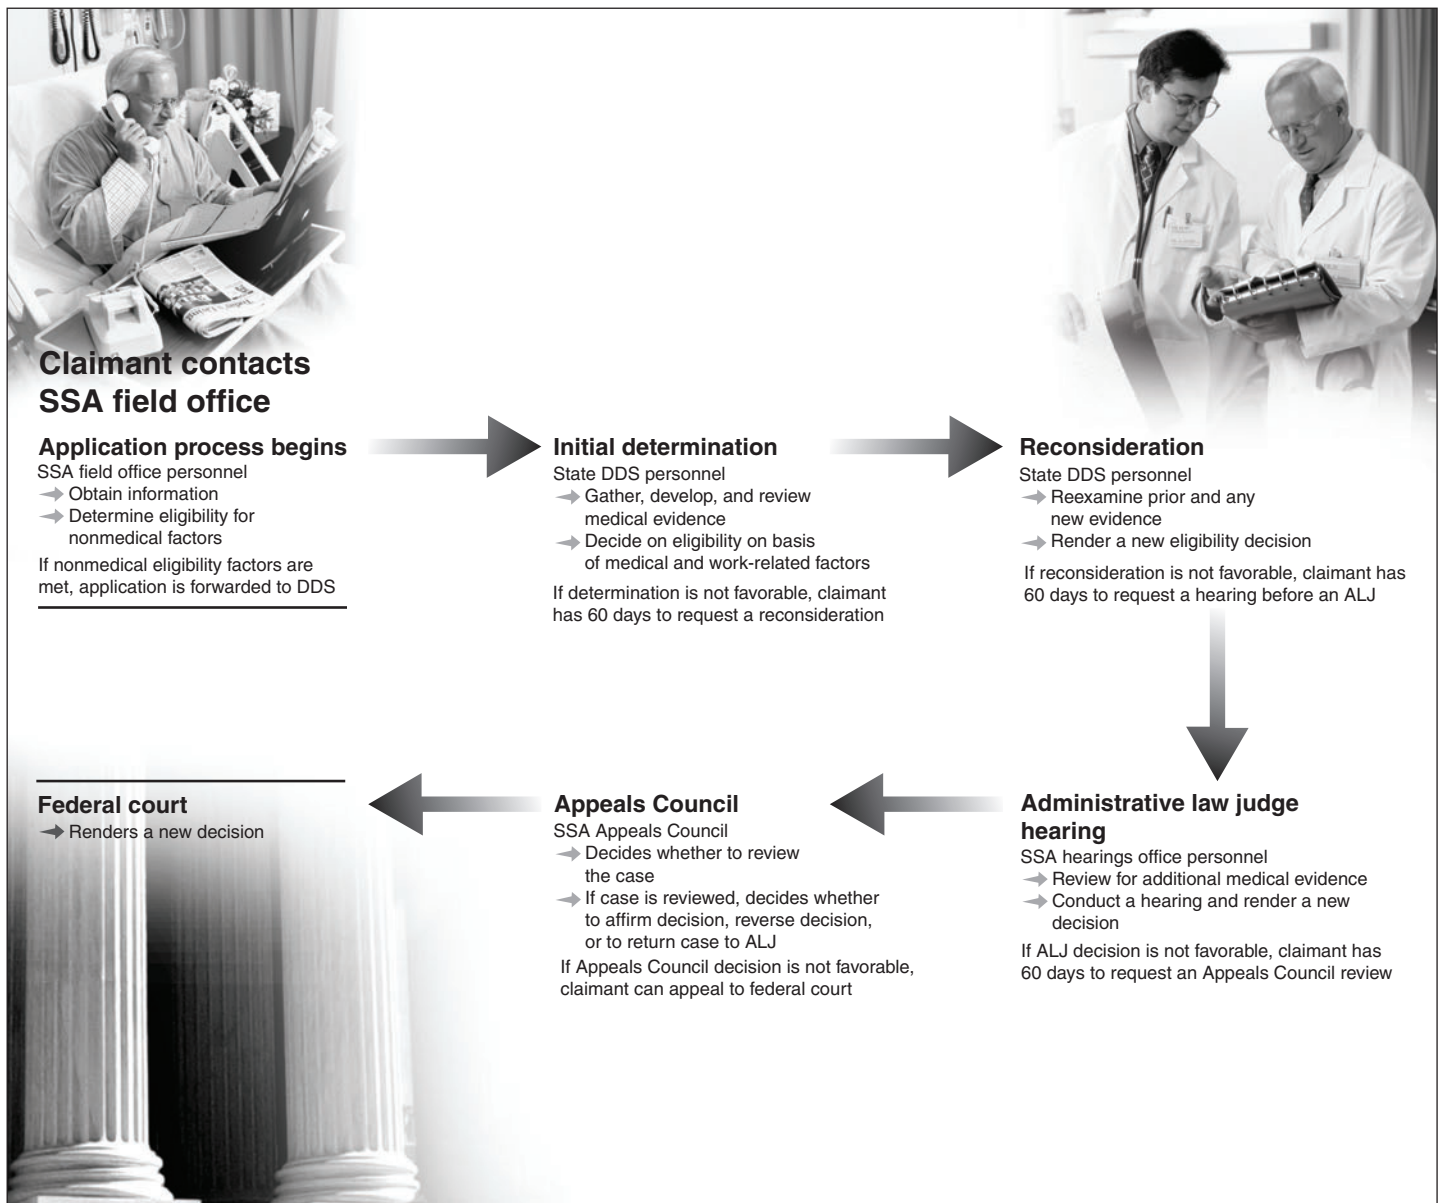 Claimant contacts
SSA field office
Application process begins
SSA field office personnel
Obtain information
Determine eligibility for
nonmedical factors
If nonmedical eligibility factors are
met, application is forwarded to DDS
Initial determination
State DDS personnel
Gather, develop, and review
medical evidence
Decide on eligibility on basis
of medical and work-related factors
If determination is not favorable, claimant
has 60 days to request a reconsideration
Reconsideration
State DDS personnel
Reexamine prior and any
new evidence
Render a new eligibility decision
If reconsideration is not favorable, claimant has
60 days to request a hearing before an ALJ
Administrative law judge
hearing
SSA hearings office personnel
Review for additional medical evidence
Conduct a hearing and render a new
decision
If ALJ decision is not favorable, claimant has
60 days to request an Appeals Council review
Appeals Council
SSA Appeals Council
Decides whether to review
the case
If case is reviewed, decides whether
to affirm decision, reverse decision,
or to return case to ALJ
If Appeals Council decision is not favorable,
claimant can appeal to federal court
Federal court
Renders a new decision